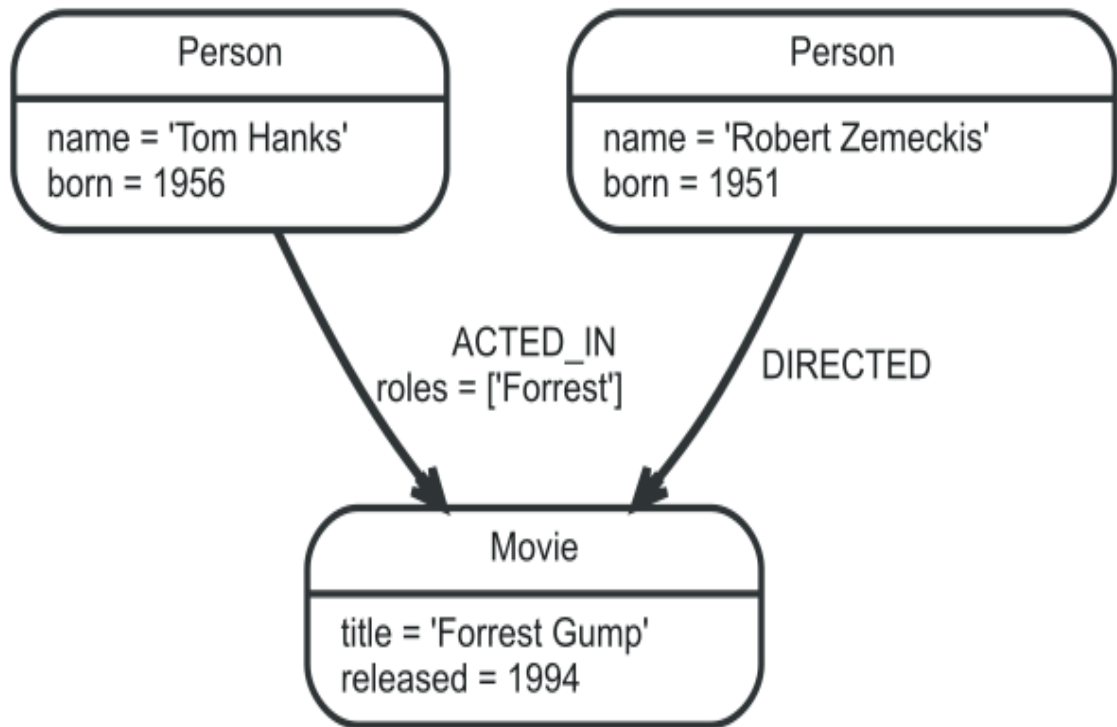 Person
name = 'Tom Hanks'
born = 1956
Person
name = 'Robert Zemeckis'
born = 1951
ACTED_IN
roles = ['Forrest']
DIRECTED
Movie
title = 'Forrest Gump'
released = 1994